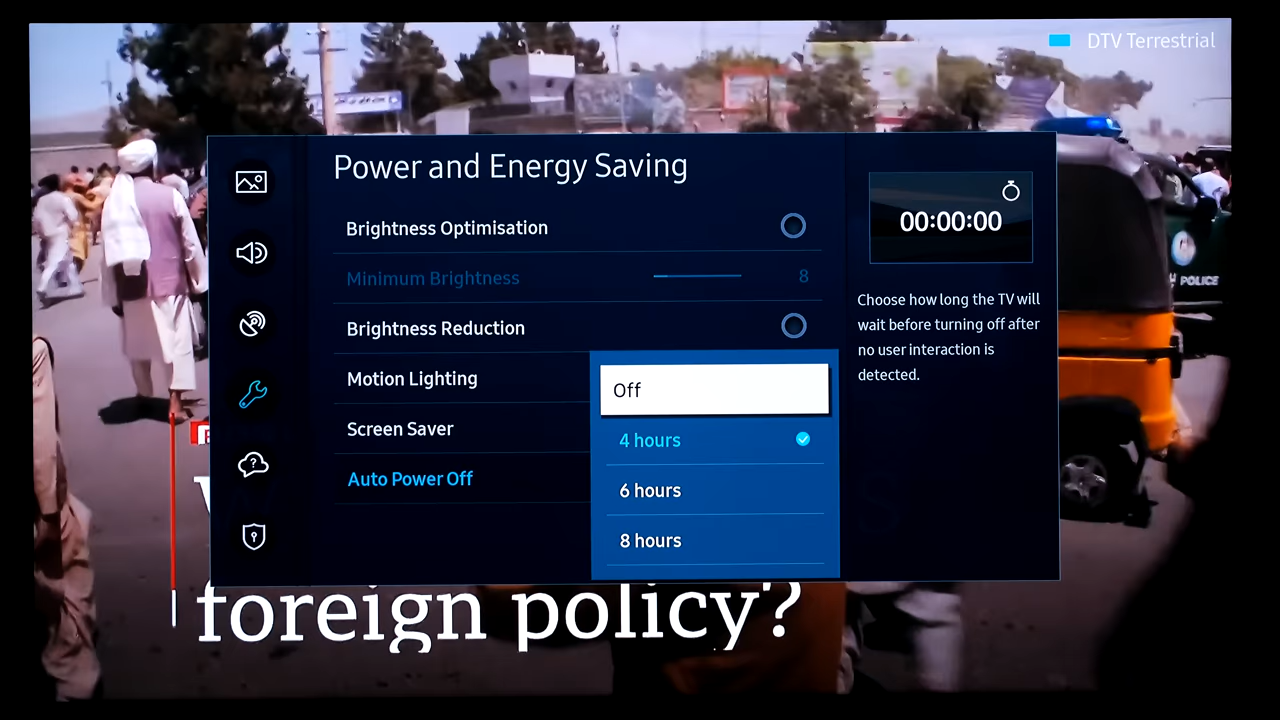 DTV Terrestrial
Power and Energy Saving
Brightness Optimisation
Minimum Brightness 8
Brightness Reduction
Motion Lighting
Screen Saver
Auto Power Off
Off
4 hours
6 hours
8 hours
00:00:00
Choose how long the TV will
wait before turning off after
no user interaction is
detected.
POLICE
foreign policy?